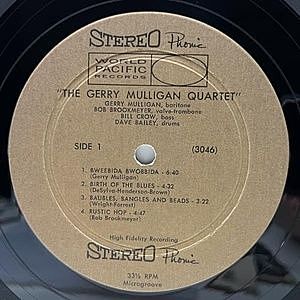 STEREO Phonic
WORLD
PACIFIC
RECORDS
"THE GERRY MULLIGAN QUARTET"
GERRY MULLIGAN, baritone
BOB BROOKMEYER, valve-trombone
BILL CROW, bass
DAVE BAILEY, drums
SIDE 1
(3046)
1. BWEEBIDA BWOBBIDA - 6:40
(Gerry Mulligan)
2. BIRTH OF THE BLUES - 4:32
(DeSylva-Henderson-Brown)
3. BAUBLES, BANGLES AND BEADS - 3:22
(Wright-Forrest)
4. RUSTIC HOP - 4:47
(Bob Brookmeyer)
High Fidelity Recording
STEREO Phonic
33⅓ RPM
Microgroove